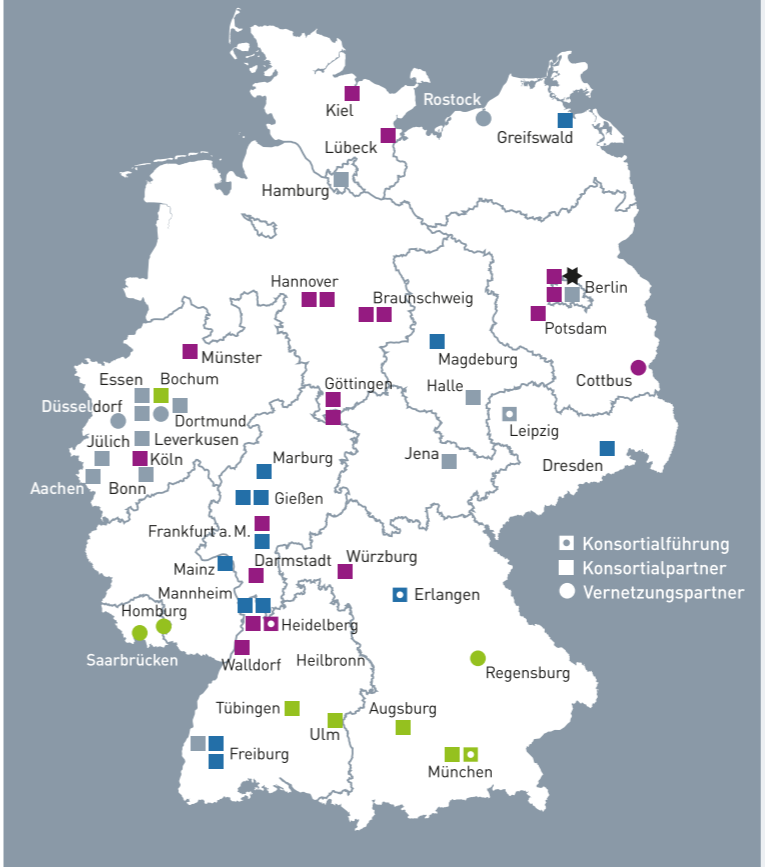 Kiel
Rostock
Greifswald
Lübeck
Hamburg
Hannover
Berlin
Braunschweig
Potsdam
Münster
Magdeburg
Cottbus
Essen
Bochum
Göttingen
Halle
Düsseldorf
Dortmund
Leipzig
Jülich
Leverkusen
Köln
Marburg
Jena
Dresden
Aachen
Bonn
Gießen
Frankfurt a. M.
Konsortialführung
Mainz
Darmstadt
Würzburg
Konsortialpartner
Mannheim
Erlangen
Vernetzungspartner
Homburg
Heidelberg
Saarbrücken
Walldorf
Heilbronn
Regensburg
Tübingen
Augsburg
Ulm
Freiburg
München